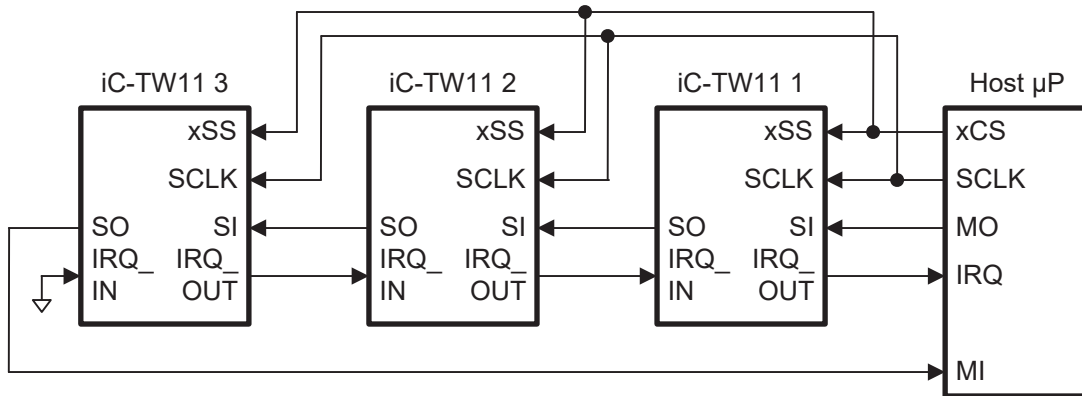 iC-TW11 3
iC-TW11 2
iC-TW11 1
Host µP
xSS
xSS
xSS
xCS
SCLK
SCLK
SCLK
SCLK
SO
SI
SO
SI
SO
SI
MO
IRQ_
IN
IRQ_
OUT
IRQ_
IN
IRQ_
OUT
IRQ_
IN
IRQ_
OUT
IRQ
MI